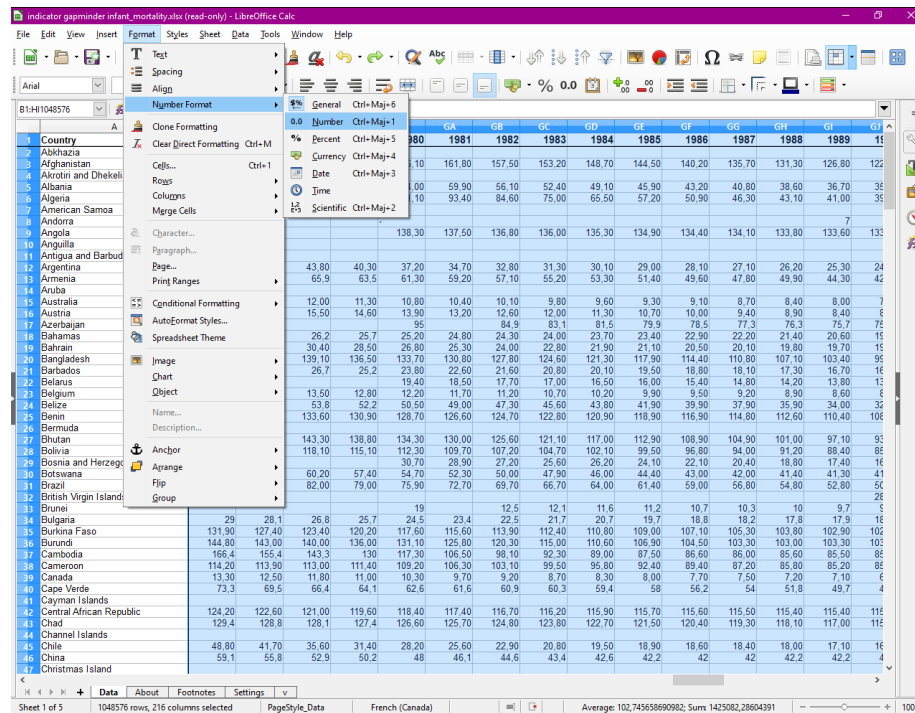 indicator gapminder infant_mortality.xlsx (read-only) - LibreOffice Calc
File Edit View Insert Format Styles Sheet Data Tools Window Help
Arial
B1:HI1048576
Text
Spacing
Align
Number Format
Clone Formatting
Clear Direct Formatting Ctrl+M
Cells... Ctrl+1
Rows
Columns
Merge Cells
Character...
Paragraph...
Page...
Print Ranges
Conditional Formatting
AutoFormat Styles...
Spreadsheet Theme
Image
Chart
Object
Name...
Description...
Anchor
Arrange
Flip
Group
General Ctrl+Maj+6
0.0 Number Ctrl+Maj+1
% Percent Ctrl+Maj+5
Currency Ctrl+Maj+4
Date Ctrl+Maj+3
Time
Scientific Ctrl+Maj+2
A GA GB GC GD GE GF GG GH GI GJ
1 Country 980 1981 1982 1983 1984 1985 1986 1987 1988 1989 19
2 Abkhazia
3 Afghanistan 161,80 157,50 153,20 148,70 144,50 140,20 135,70 131,30 126,80 122
4 Akrotiri and Dhekeli
5 Albania 59,90 56,10 52,40 49,10 45,90 43,20 40,80 38,60 36,70 35
6 Algeria 93,40 84,60 75,00 65,50 57,20 50,90 46,30 43,10 41,00 39
7 American Samoa
8 Andorra 7
9 Angola 138,30 137,50 136,80 136,00 135,30 134,90 134,40 134,10 133,80 133,60 133
10 Anguilla
11 Antigua and Barbud
12 Argentina 43,80 40,30 37,20 34,70 32,80 31,30 30,10 29,00 28,10 27,10 26,20 25,30 24
13 Armenia 65,9 63,5 61,30 59,20 57,10 55,20 53,30 51,40 49,60 47,80 49,90 44,30 42
14 Aruba
15 Australia 12,00 11,30 10,80 10,40 10,10 9,80 9,60 9,30 9,10 8,70 8,40 8,00
16 Austria 15,50 14,60 13,90 13,20 12,60 12,00 11,30 10,70 10,00 9,40 8,90 8,40
17 Azerbaijan 95 84,9 83,1 81,5 79,9 78,5 77,3 76,3 75,7 75
18 Bahamas 26,2 25,7 25,20 24,80 24,30 24,00 23,70 23,40 22,90 22,20 21,40 20,60 19
19 Bahrain 30,40 28,50 26,80 25,30 24,00 22,80 21,90 21,10 20,50 20,10 19,80 19,70 19
20 Bangladesh 139,10 136,50 133,70 130,80 127,80 124,60 121,30 117,90 114,40 110,80 107,10 103,40 99
21 Barbados 26,7 25,2 23,80 22,60 21,60 20,80 20,10 19,50 18,80 18,10 17,30 16,70 16
22 Belarus 19,40 18,50 17,70 17,00 16,50 16,00 15,40 14,80 14,20 13,80 13
23 Belgium 13,50 12,80 12,20 11,70 11,20 10,70 10,20 9,90 9,50 9,20 8,90 8,60
24 Belize 53,8 52,2 50,50 49,00 47,30 45,60 43,80 41,90 39,90 37,90 35,90 34,00 32
25 Benin 133,60 130,90 128,70 126,60 124,70 122,80 120,90 118,90 116,90 114,80 112,60 110,40 108
26 Bermuda
27 Bhutan 143,30 138,80 134,30 130,00 125,60 121,10 117,00 112,90 108,90 104,90 101,00 97,10 93
28 Bolivia 118,10 115,10 112,30 109,70 107,20 104,70 102,10 99,50 96,80 94,00 91,20 88,40 85
29 Bosnia and Herzego 30,70 28,90 27,20 25,60 26,20 24,10 22,10 20,40 18,80 17,40 16
30 Botswana 60,20 57,40 54,70 52,30 50,00 47,90 46,00 44,40 43,00 42,00 41,40 41,30 41
31 Brazil 82,00 79,00 75,90 72,70 69,70 66,70 64,00 61,40 59,00 56,80 54,80 52,80 50
32 British Virgin Islands 28
33 Brunei 19 12,5 12,1 11,6 11,2 10,7 10,3 10 9,7
34 Bulgaria 29 28,1 26,8 25,7 24,5 23,4 22,5 21,7 20,7 19,7 18,8 18,2 17,8 17,9 18
35 Burkina Faso 131,90 127,40 123,40 120,20 117,60 115,60 113,90 112,40 110,80 109,00 107,10 105,30 103,80 102,90 102
36 Burundi 144,80 143,00 140,00 136,00 131,10 125,80 120,30 115,00 110,60 106,90 104,50 103,30 103,00 103,30 103
37 Cambodia 166,4 155,4 143,3 130 117,30 106,50 98,10 92,30 89,00 87,50 86,60 86,00 85,60 85,50 85
38 Cameroon 114,20 113,90 113,00 111,40 109,20 106,30 103,10 99,50 95,80 92,40 89,40 87,20 85,80 85,20 85
39 Canada 13,30 12,50 11,80 11,00 10,30 9,70 9,20 8,70 8,30 8,00 7,70 7,50 7,20 7,10 6
40 Cape Verde 73,3 69,5 66,4 64,1 62,6 61,6 60,9 60,3 59,4 58 56,2 54 51,8 49,7 4
41 Cayman Islands
42 Central African Republic 124,20 122,60 121,00 119,60 118,40 117,40 116,70 116,20 115,90 115,70 115,60 115,50 115,40 115,40 115
43 Chad 129,4 128,8 128,1 127,4 126,60 125,70 124,80 123,80 122,70 121,50 120,40 119,30 118,10 117,00 115
44 Channel Islands
45 Chile 48,80 41,70 35,60 31,40 28,20 25,60 22,90 20,80 19,50 18,90 18,60 18,40 18,00 17,10 16
46 China 59,1 55,8 52,9 50,2 48 46,1 44,6 43,4 42,6 42,2 42 42 42,2 42,2 4
47 Christmas Island
Data About Footnotes Settings v
Sheet 1 of 5 1048576 rows, 216 columns selected PageStyle_Data French (Canada) Average: 102,745658690982; Sum: 1425082,28604391 100